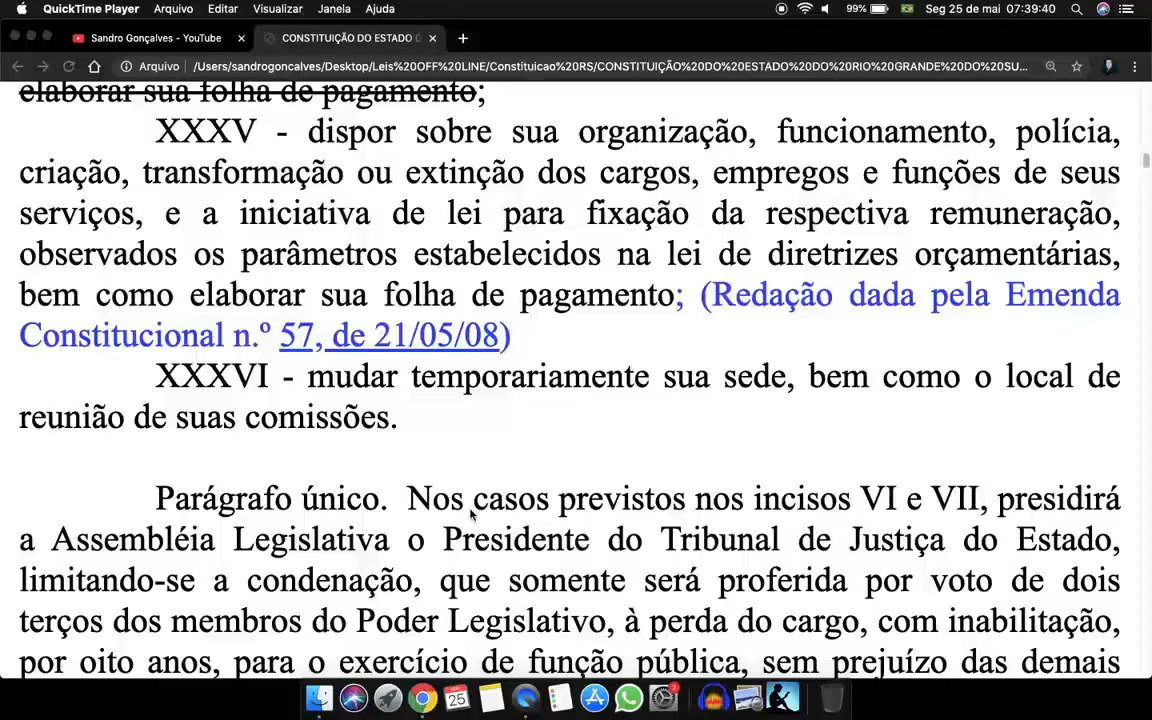 QuickTime Player Arquivo Editar Visualizar Janela Ajuda 99% Seg 25 de mai 07:39:40
Sandro Gonçalves - YouTube CONSTITUIÇÃO DO ESTADO
Arquivo /Users/sandrogoncalves/Desktop/Leis%20OFF%20LINE/Constituicao%20RS/CONSTITUIÇÃO%20DO%20ESTADO%20DO%20RIO%20GRANDE%20DO%20SU...
elaborar sua folha de pagamento;
XXXV - dispor sobre sua organização, funcionamento, polícia,
criação, transformação ou extinção dos cargos, empregos e funções de seus
serviços, e a iniciativa de lei para fixação da respectiva remuneração,
observados os parâmetros estabelecidos na lei de diretrizes orçamentárias,
bem como elaborar sua folha de pagamento; (Redação dada pela Emenda
Constitucional n.º 57, de 21/05/08)
XXXVI - mudar temporariamente sua sede, bem como o local de
reunião de suas comissões.
Parágrafo único. Nos casos previstos nos incisos VI e VII, presidirá
a Assembléia Legislativa o Presidente do Tribunal de Justiça do Estado,
limitando-se a condenação, que somente será proferida por voto de dois
terços dos membros do Poder Legislativo, à perda do cargo, com inabilitação,
por oito anos, para o exercício de função pública, sem prejuízo das demais
25